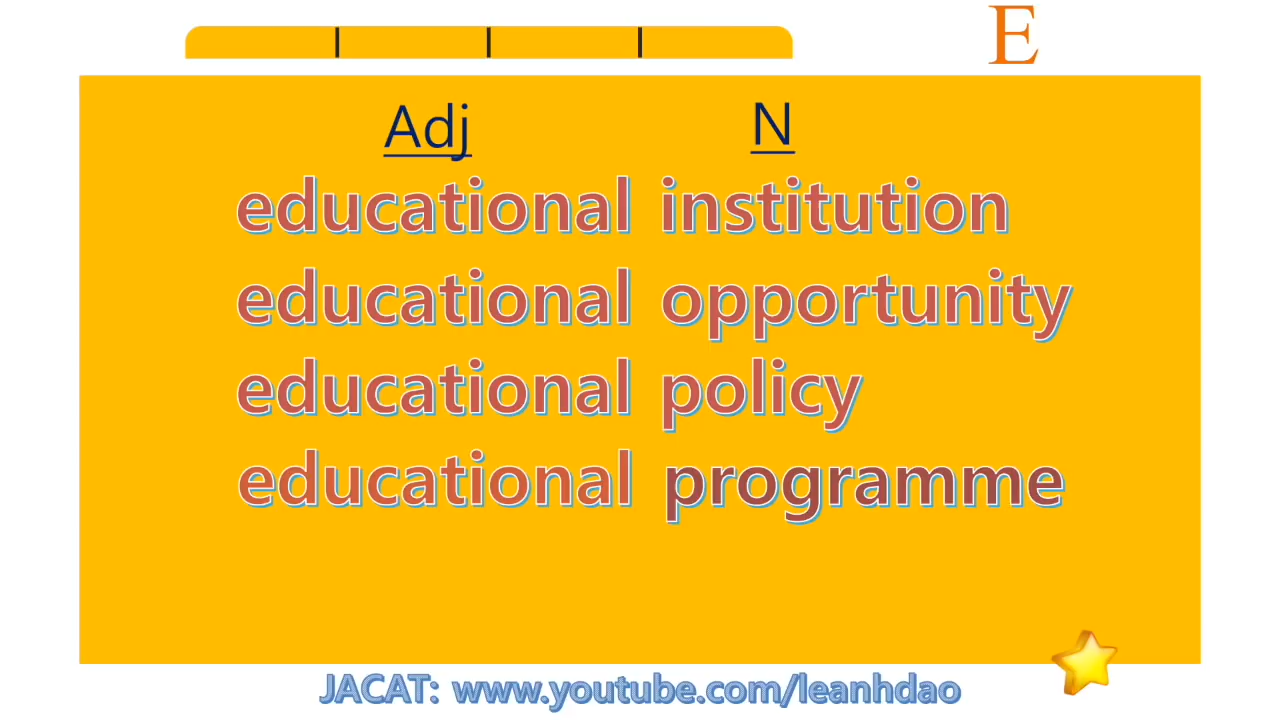 E
Adj N
educational institution
educational opportunity
educational policy
educational programme
JACAT: www.youtube.com/leanhdao